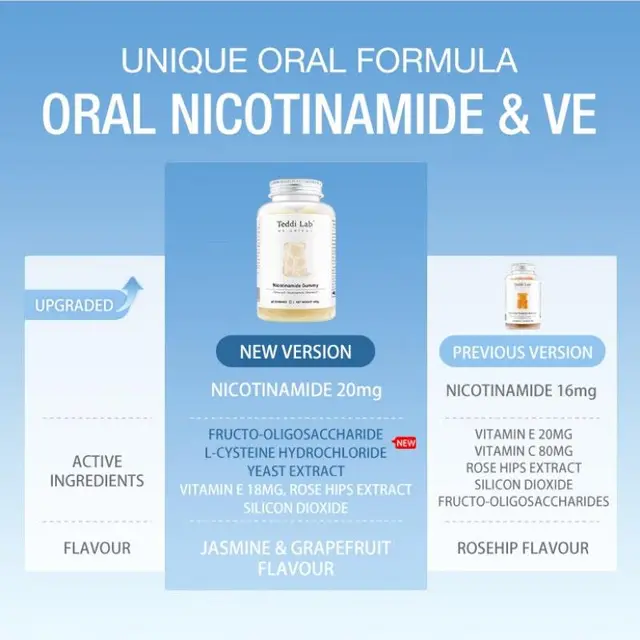 UNIQUE ORAL FORMULA
ORAL NICOTINAMIDE & VE
UPGRADED
Teddi Lab
Nicotinamide Gummy
NEW VERSION
NICOTINAMIDE 20mg
Teddi Lab
PREVIOUS VERSION
NICOTINAMIDE 16mg
ACTIVE
INGREDIENTS
FRUCTO-OLIGOSACCHARIDE
L-CYSTEINE HYDROCHLORIDE
NEW
YEAST EXTRACT
VITAMIN E 18MG, ROSE HIPS EXTRACT
SILICON DIOXIDE
VITAMIN E 20MG
VITAMIN C 80MG
ROSE HIPS EXTRACT
SILICON DIOXIDE
FRUCTO-OLIGOSACCHARIDES
FLAVOUR
JASMINE & GRAPEFRUIT
FLAVOUR
ROSEHIP FLAVOUR